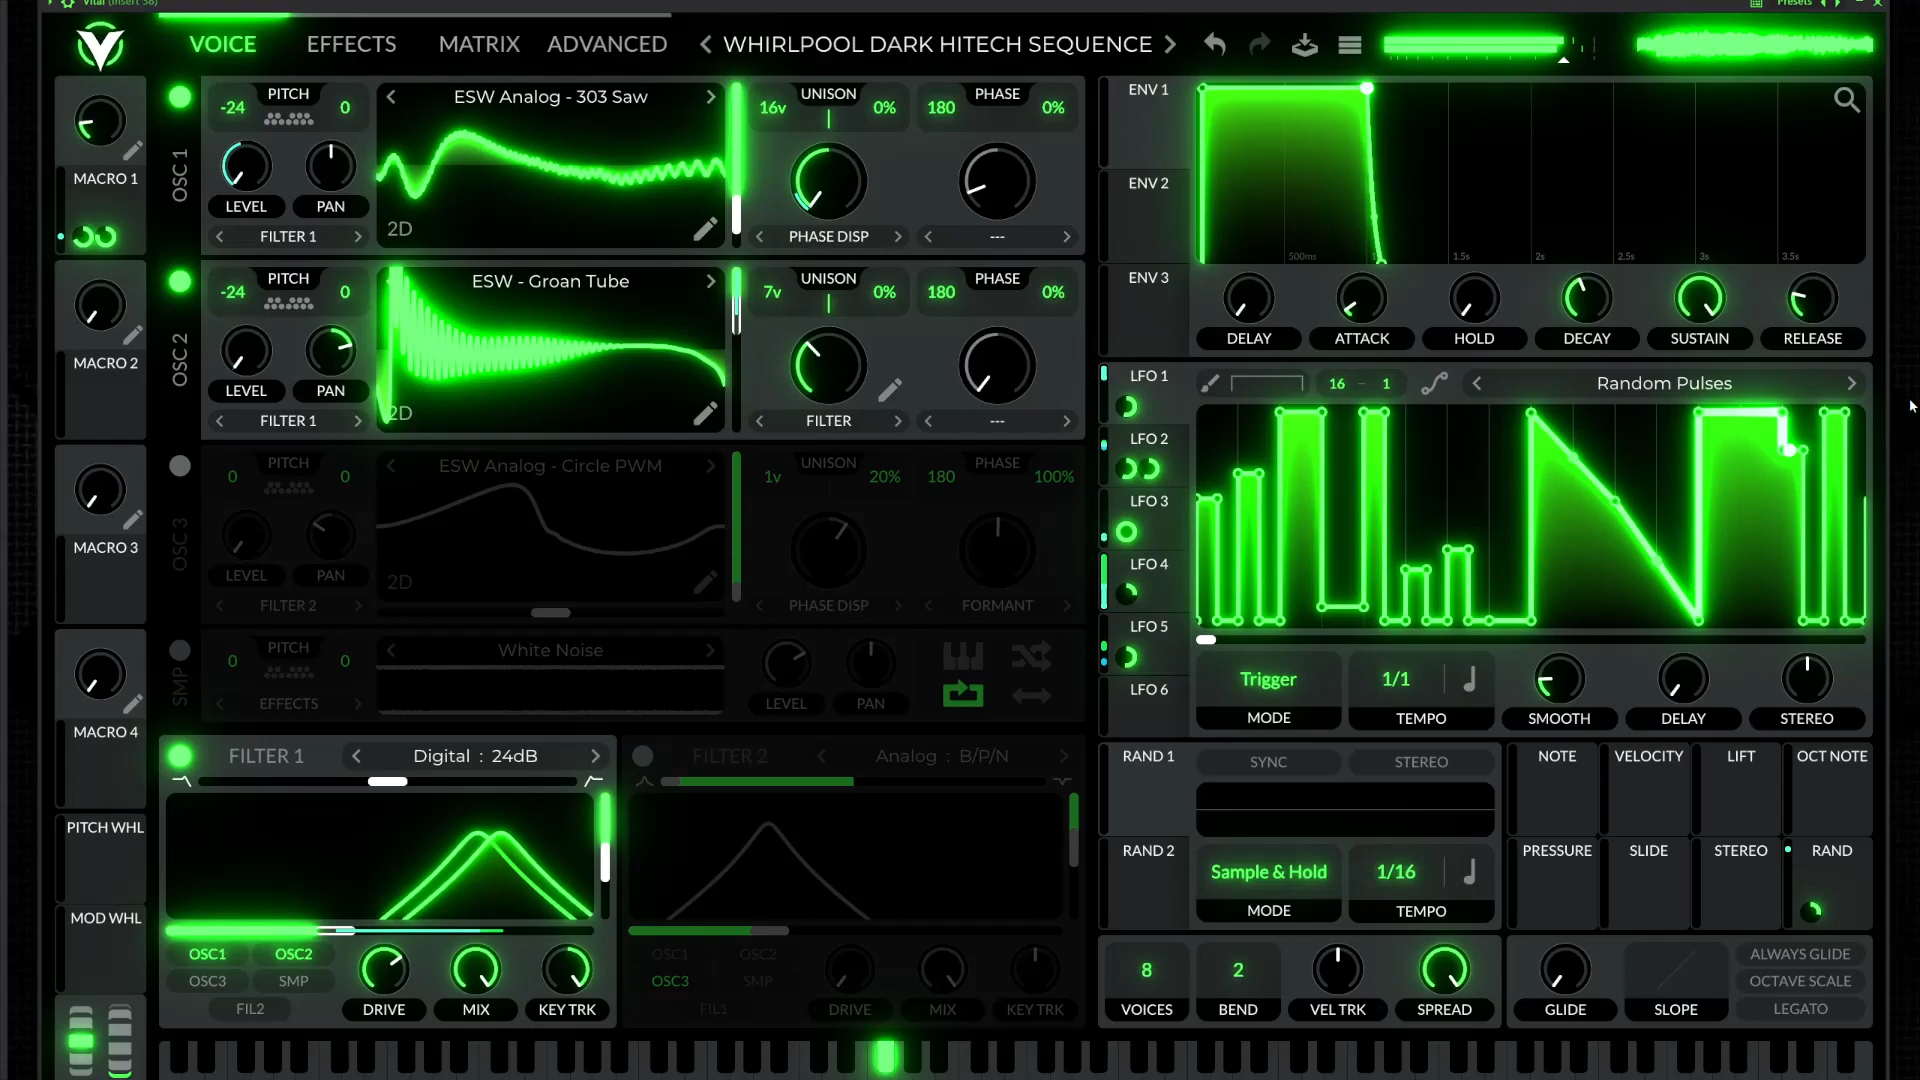 Vital (Insert 58)
Presets
VOICE EFFECTS MATRIX ADVANCED WHIRLPOOL DARK HITECH SEQUENCE
MACRO 1
MACRO 2
MACRO 3
MACRO 4
PITCH WHL
MOD WHL
OSC 1
-24 PITCH 0
LEVEL PAN
FILTER 1
ESW Analog - 303 Saw
2D
16v UNISON 0%
PHASE DISP
180 PHASE 0%
---
OSC 2
-24 PITCH 0
LEVEL PAN
FILTER 1
ESW - Groan Tube
2D
7v UNISON 0%
FILTER
180 PHASE 0%
---
OSC 3
0 PITCH 0
LEVEL PAN
FILTER 2
ESW Analog - Circle PWM
2D
1v UNISON 20%
PHASE DISP
180 PHASE 100%
FORMANT
SMP
0 PITCH 0
EFFECTS
White Noise
LEVEL PAN
FILTER 1 Digital : 24dB
OSC1 OSC2
OSC3 SMP
FIL2
DRIVE MIX KEY TRK
FILTER 2 Analog : B/P/N
OSC1 OSC2
OSC3 SMP
FIL1
DRIVE MIX KEY TRK
ENV 1
ENV 2
ENV 3
500ms 1.5s 2s 2.5s 3s 3.5s
DELAY ATTACK HOLD DECAY SUSTAIN RELEASE
LFO 1
LFO 2
LFO 3
LFO 4
LFO 5
LFO 6
16 - 1 Random Pulses
Trigger 1/1
MODE TEMPO SMOOTH DELAY STEREO
RAND 1
RAND 2
SYNC STEREO
Sample & Hold 1/16
MODE TEMPO
NOTE VELOCITY LIFT OCT NOTE
PRESSURE SLIDE STEREO RAND
8 2
VOICES BEND VEL TRK SPREAD
GLIDE SLOPE
ALWAYS GLIDE
OCTAVE SCALE
LEGATO